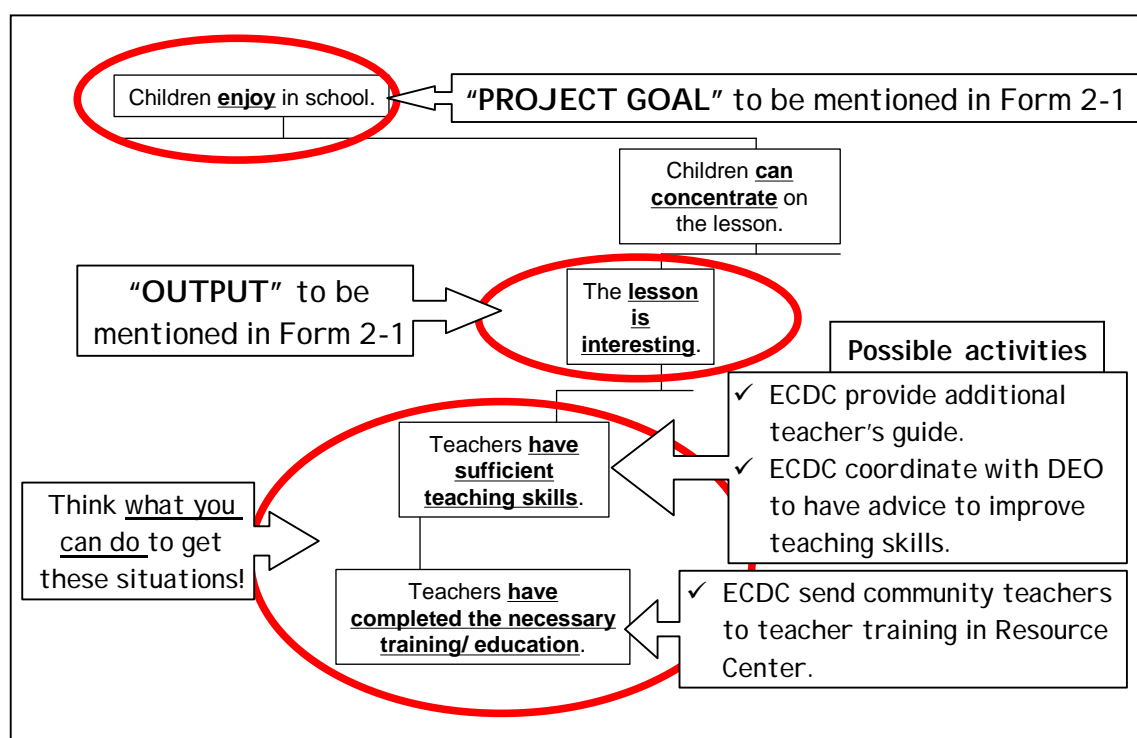 Children enjoy in school.
“PROJECT GOAL” to be mentioned in Form 2-1
Children can
concentrate on
the lesson.
“OUTPUT” to be
mentioned in Form 2-1
The lesson
is
interesting.
Possible activities
✓ ECDC provide additional
teacher’s guide.
✓ ECDC coordinate with DEO
to have advice to improve
teaching skills.
Teachers have
sufficient
teaching skills.
Think what you
can do to get
these situations!
Teachers have
completed the necessary
training/ education.
✓ ECDC send community teachers
to teacher training in Resource
Center.